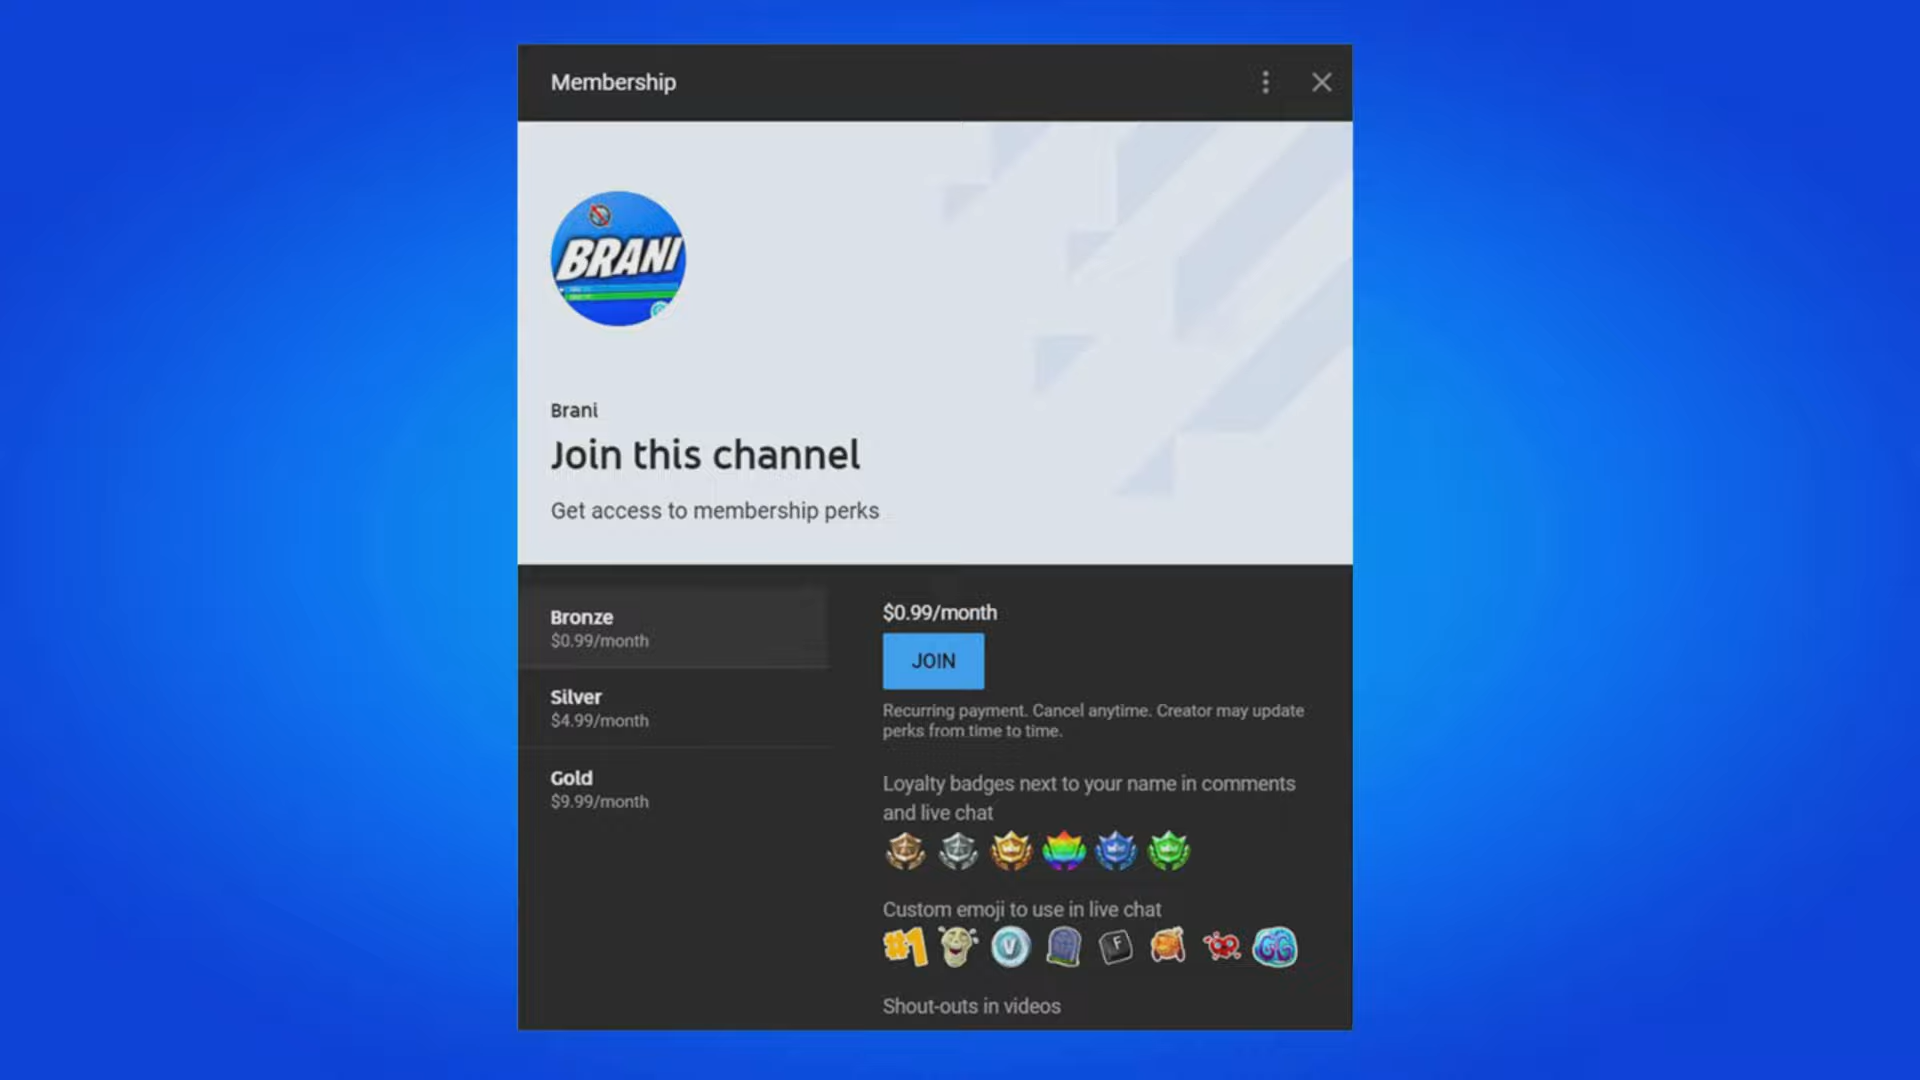 Membership
BRANI
Brani
Join this channel
Get access to membership perks
Bronze
$0.99/month
Silver
$4.99/month
Gold
$9.99/month
$0.99/month
JOIN
Recurring payment. Cancel anytime. Creator may update
perks from time to time.
Loyalty badges next to your name in comments
and live chat
Custom emoji to use in live chat
#1
V
F
GG
Shout-outs in videos